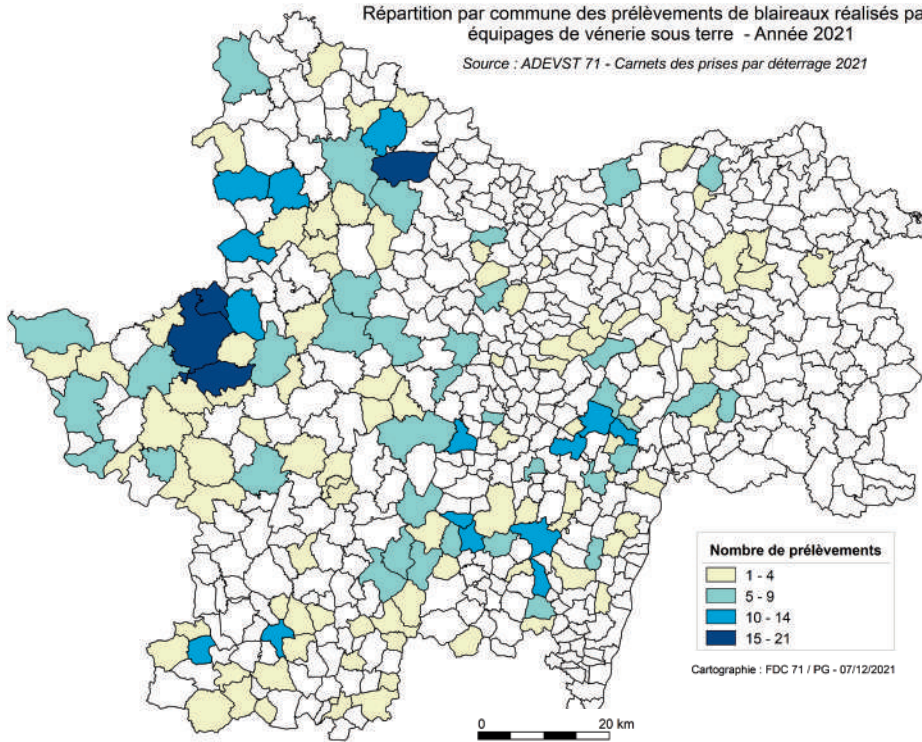 Répartition par commune des prélèvements de blaireaux réalisés pa
équipages de vénerie sous terre - Année 2021
Source : ADEVST 71 - Carnets des prises par déterrage 2021
Nombre de prélèvements
1 - 4
5 - 9
10 - 14
15 - 21
Cartographie : FDC 71 / PG - 07/12/2021
0 20 km